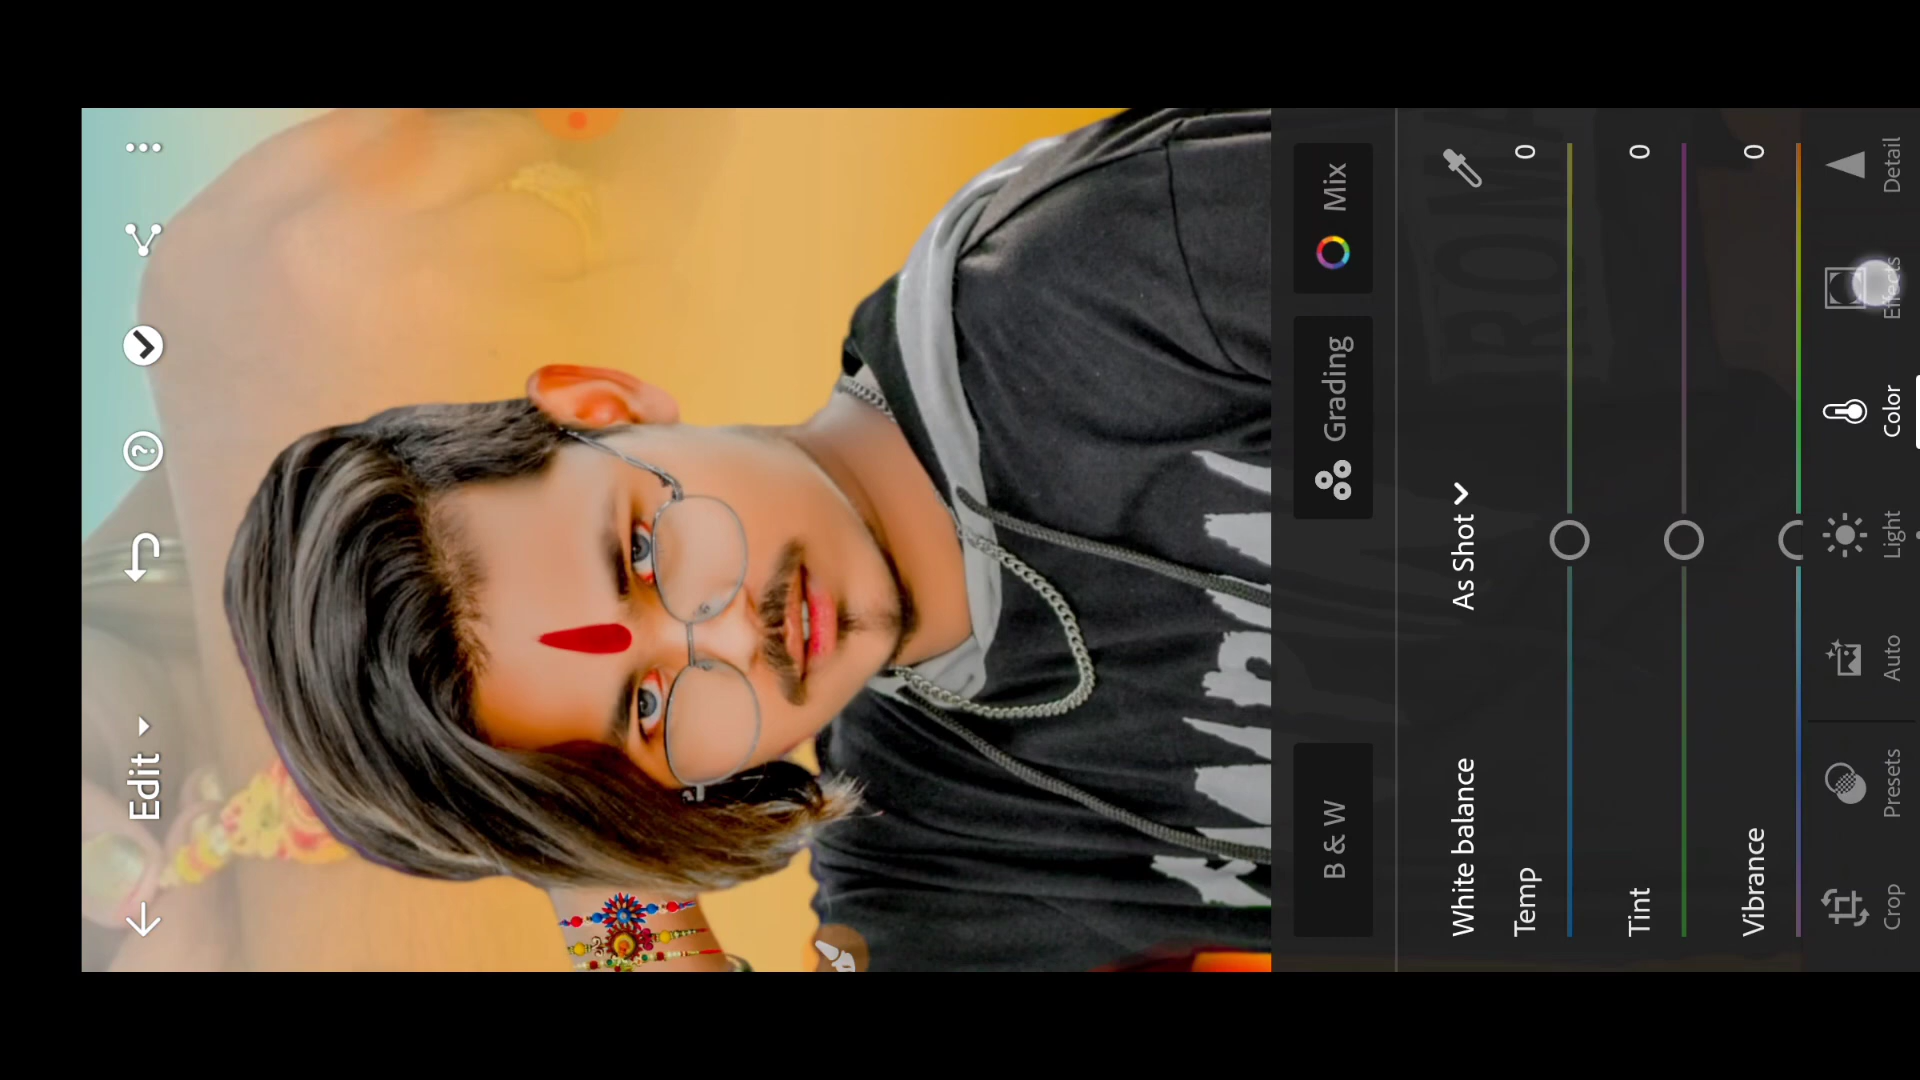 Edit
B & W
Grading
Mix
White balance
As Shot
Temp
0
Tint
0
Vibrance
0
Crop
Presets
Auto
Light
Color
Effects
Detail